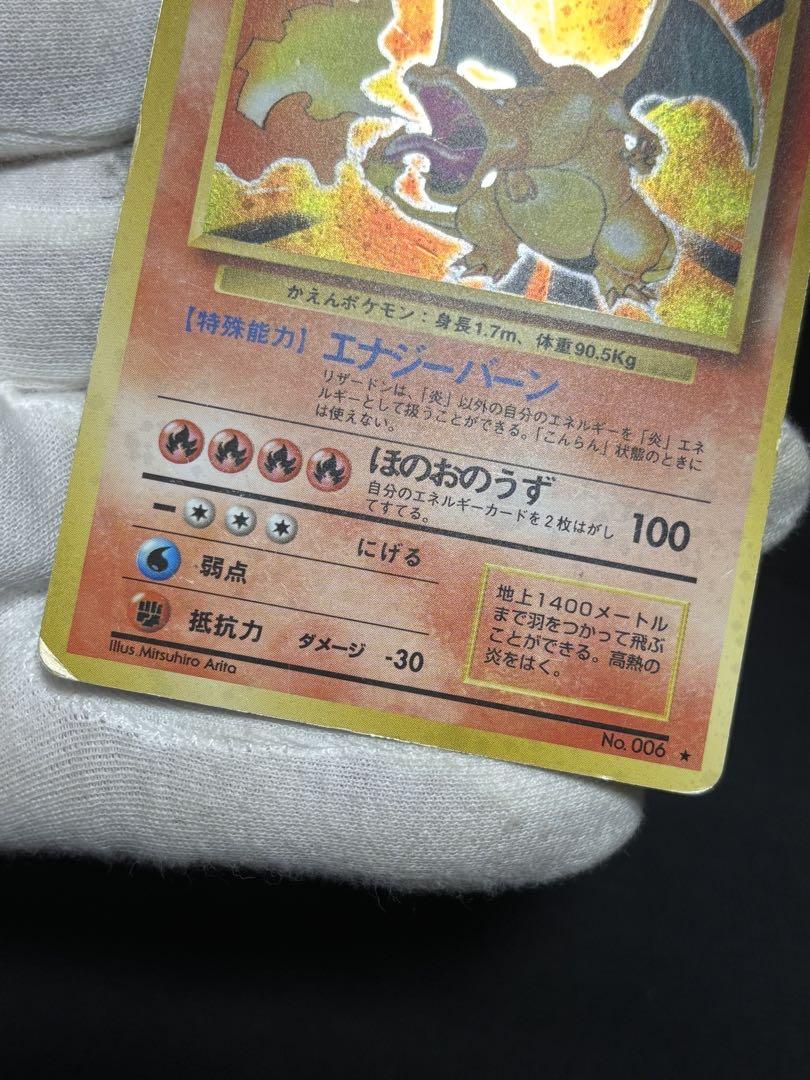 かえんポケモン：身長1.7m、体重90.5Kg
【特殊能力】エナジーバーン
リザードンは、「炎」以外の自分のエネルギーを「炎」エネ
ルギーとして扱うことができる。「こんらん」状態のときに
は使えない。
ほのおのうず 100
自分のエネルギーカードを2枚はがし
てすてる。
にげる
弱点
抵抗力 ダメージ -30
Illus. Mitsuhiro Arita
地上1400メートル
まで羽をつかって飛ぶ
ことができる。高熱の
炎をはく。
No. 006 ★